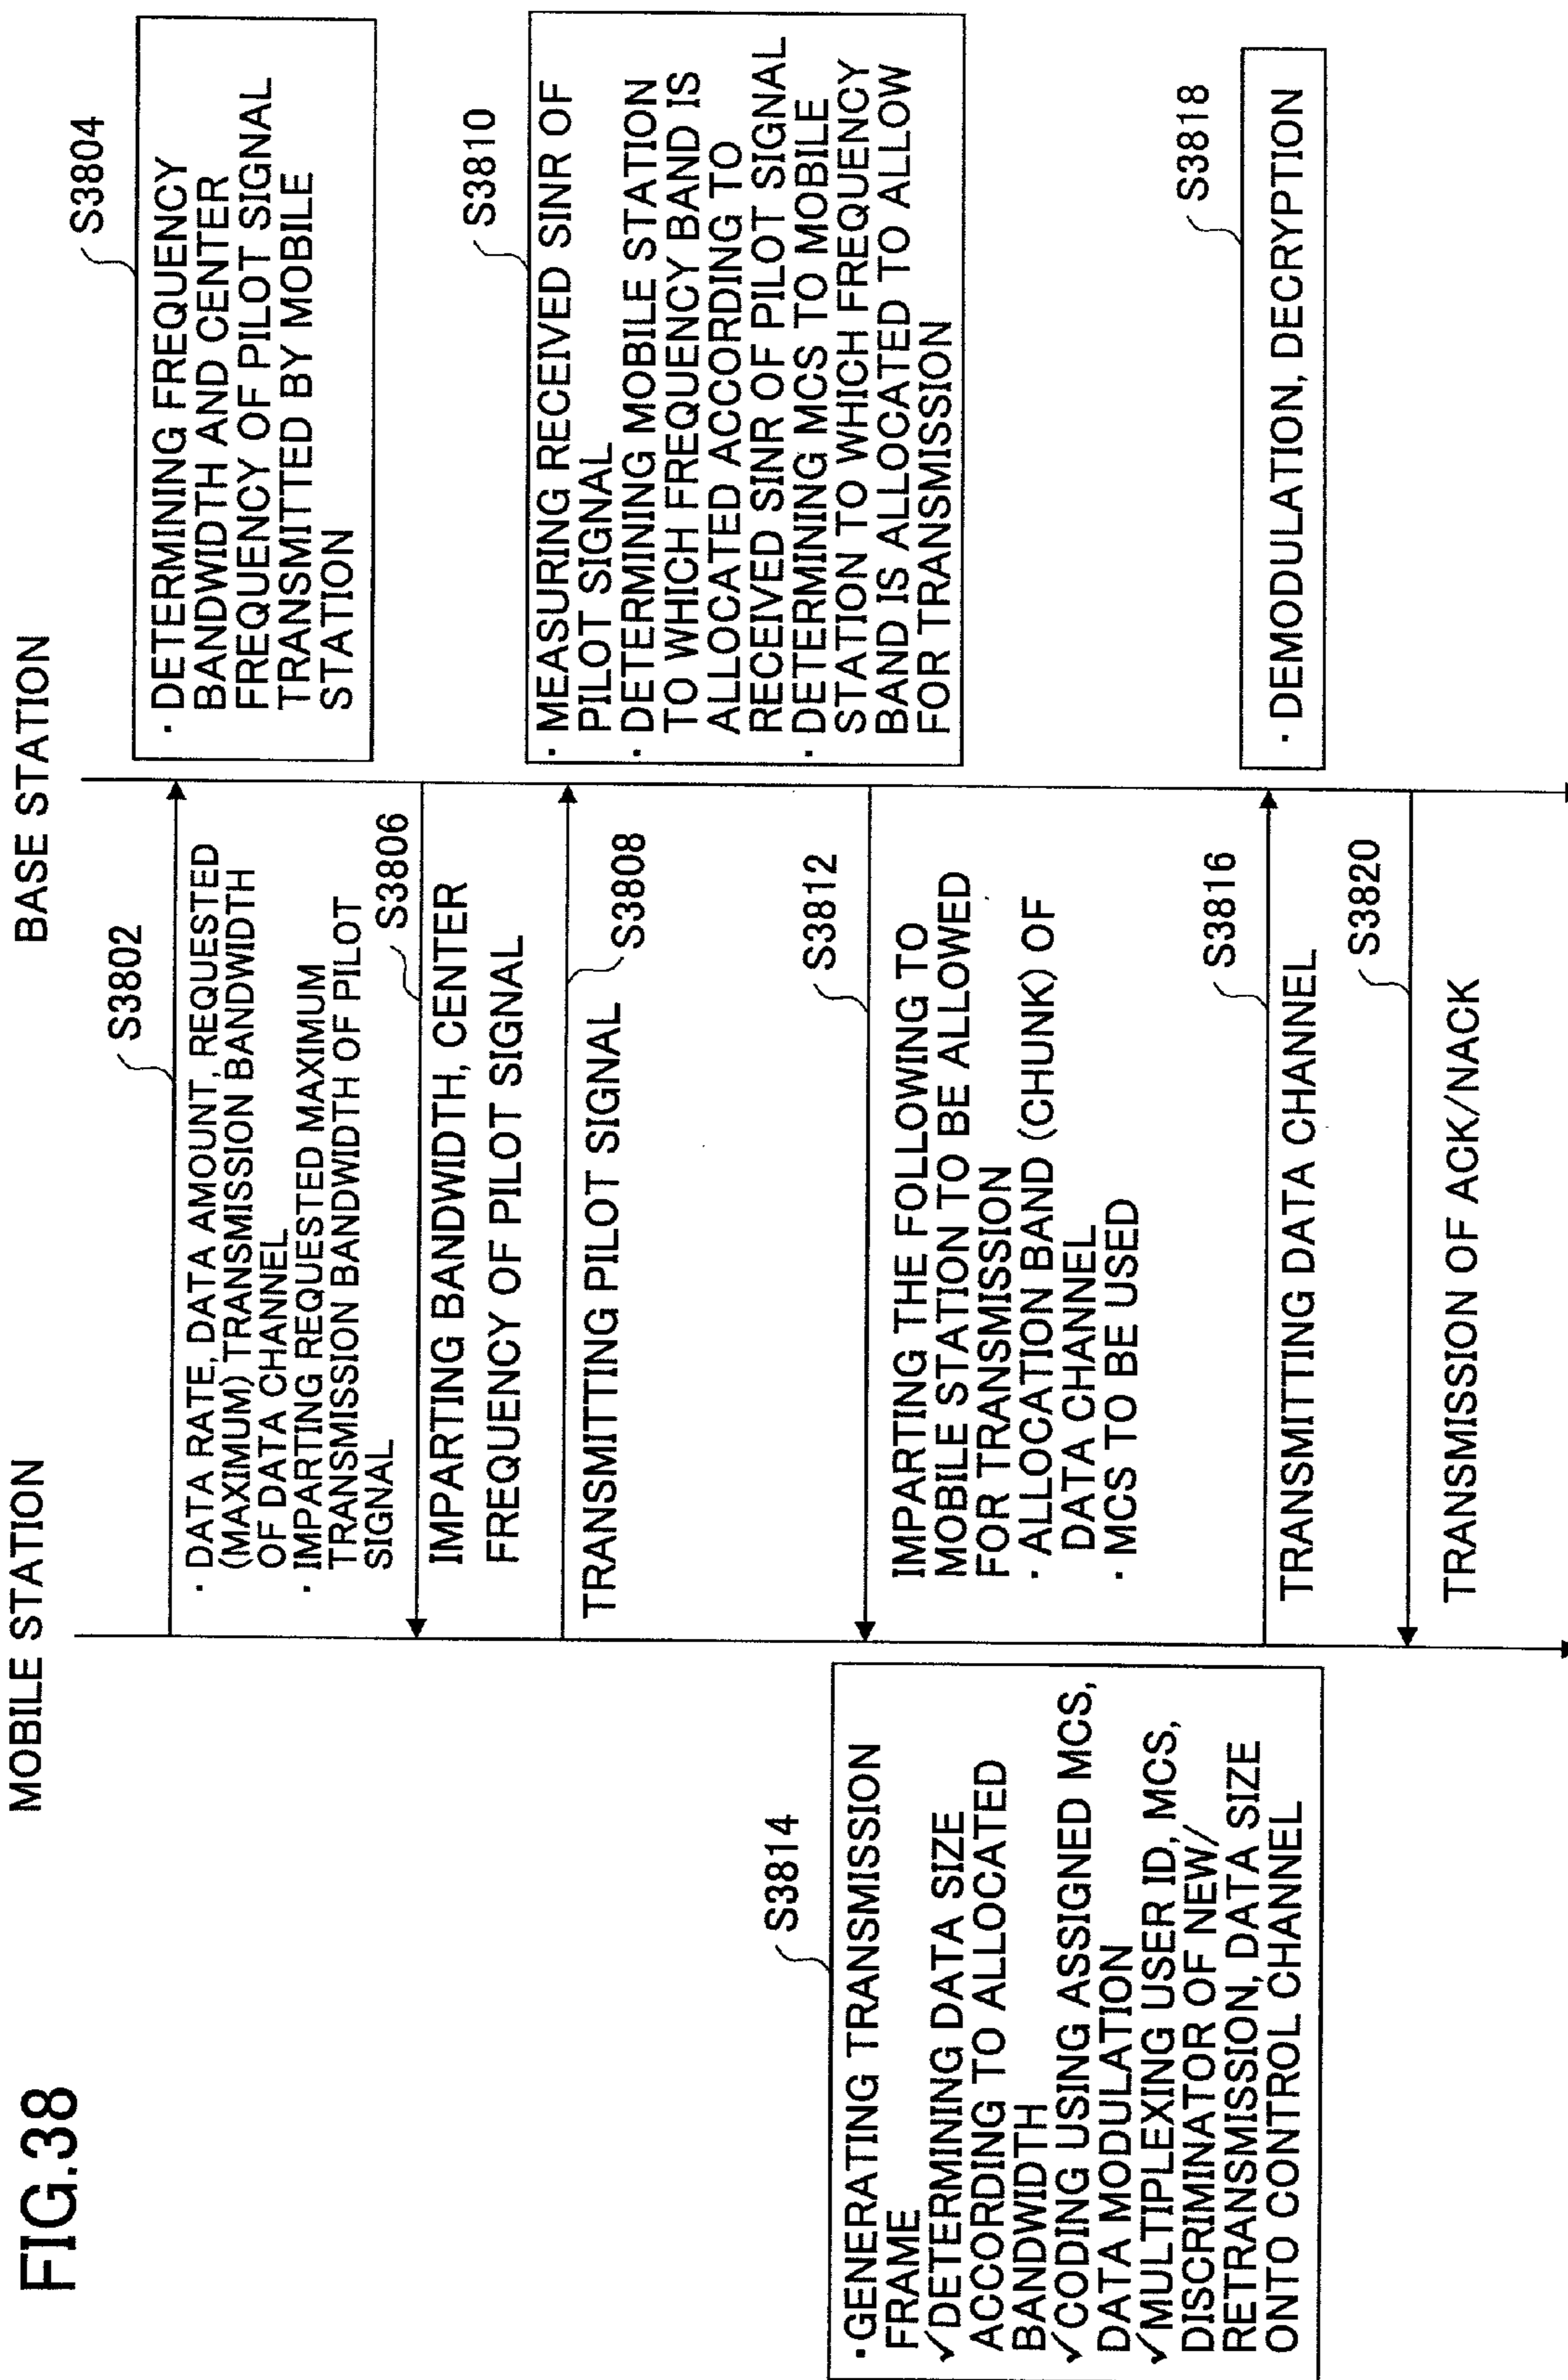 FIG.38
MOBILE STATION
BASE STATION
S3802
· DATA RATE, DATA AMOUNT, REQUESTED
(MAXIMUM) TRANSMISSION BANDWIDTH
OF DATA CHANNEL
· IMPARTING REQUESTED MAXIMUM
TRANSMISSION BANDWIDTH OF PILOT
SIGNAL
S3804
· DETERMINING FREQUENCY
BANDWIDTH AND CENTER
FREQUENCY OF PILOT SIGNAL
TRANSMITTED BY MOBILE
STATION
S3806
IMPARTING BANDWIDTH, CENTER
FREQUENCY OF PILOT SIGNAL
S3808
TRANSMITTING PILOT SIGNAL
S3810
· MEASURING RECEIVED SINR OF
PILOT SIGNAL
· DETERMINING MOBILE STATION
TO WHICH FREQUENCY BAND IS
ALLOCATED ACCORDING TO
RECEIVED SINR OF PILOT SIGNAL
· DETERMINING MCS TO MOBILE
STATION TO WHICH FREQUENCY
BAND IS ALLOCATED TO ALLOW
FOR TRANSMISSION
S3812
IMPARTING THE FOLLOWING TO
MOBILE STATION TO BE ALLOWED
FOR TRANSMISSION
· ALLOCATION BAND (CHUNK) OF
DATA CHANNEL
· MCS TO BE USED
S3814
·GENERATING TRANSMISSION
FRAME
✓DETERMINING DATA SIZE
ACCORDING TO ALLOCATED
BANDWIDTH
✓CODING USING ASSIGNED MCS,
DATA MODULATION
✓MULTIPLEXING USER ID, MCS,
DISCRIMINATOR OF NEW/
RETRANSMISSION, DATA SIZE
ONTO CONTROL CHANNEL
S3816
TRANSMITTING DATA CHANNEL
S3818
· DEMODULATION, DECRYPTION
S3820
TRANSMISSION OF ACK/NACK